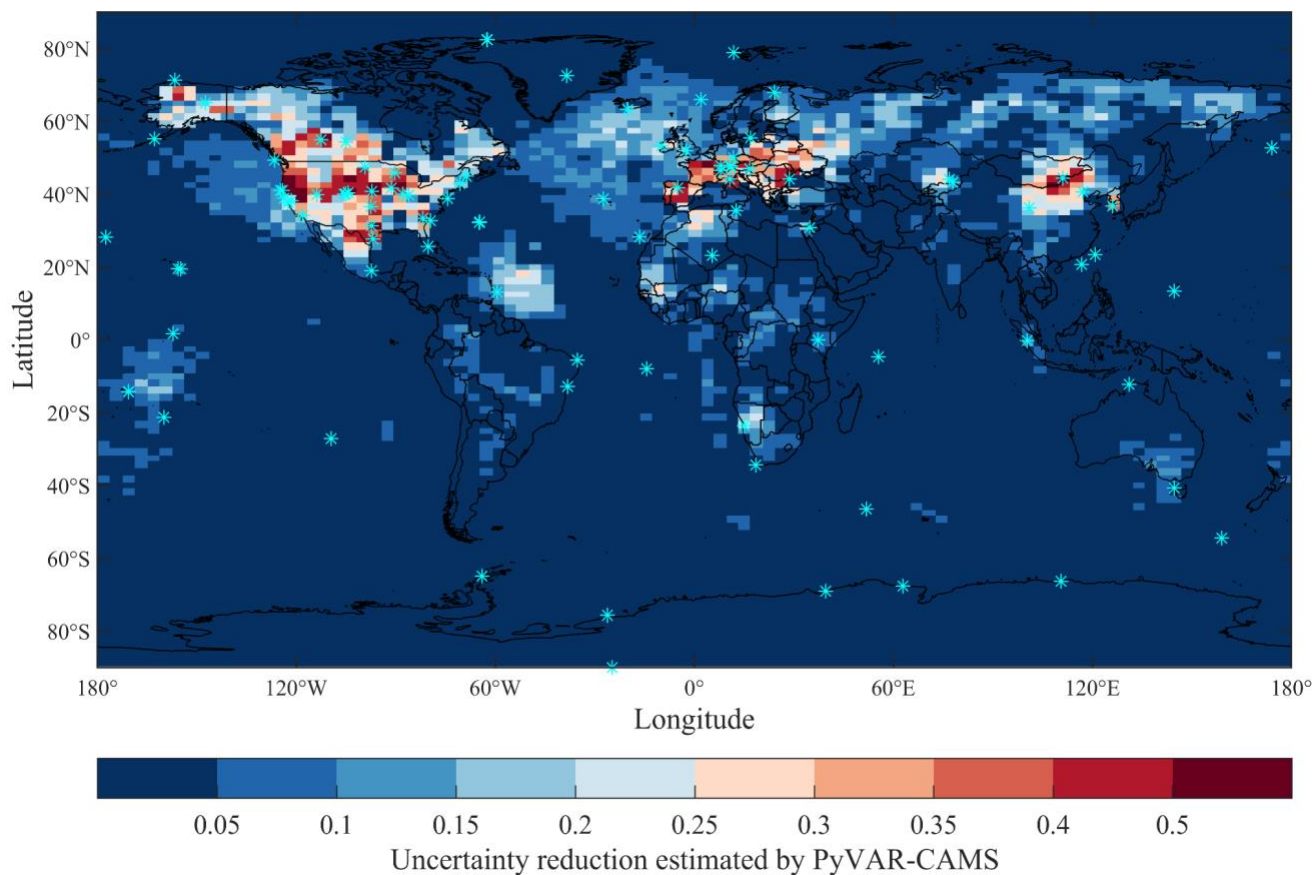 80°N
60°N
40°N
20°N
0°
20°S
40°S
60°S
80°S
Latitude
180° 120°W 60°W 0° 60°E 120°E 180°
Longitude
0.05 0.1 0.15 0.2 0.25 0.3 0.35 0.4 0.5
Uncertainty reduction estimated by PyVAR-CAMS